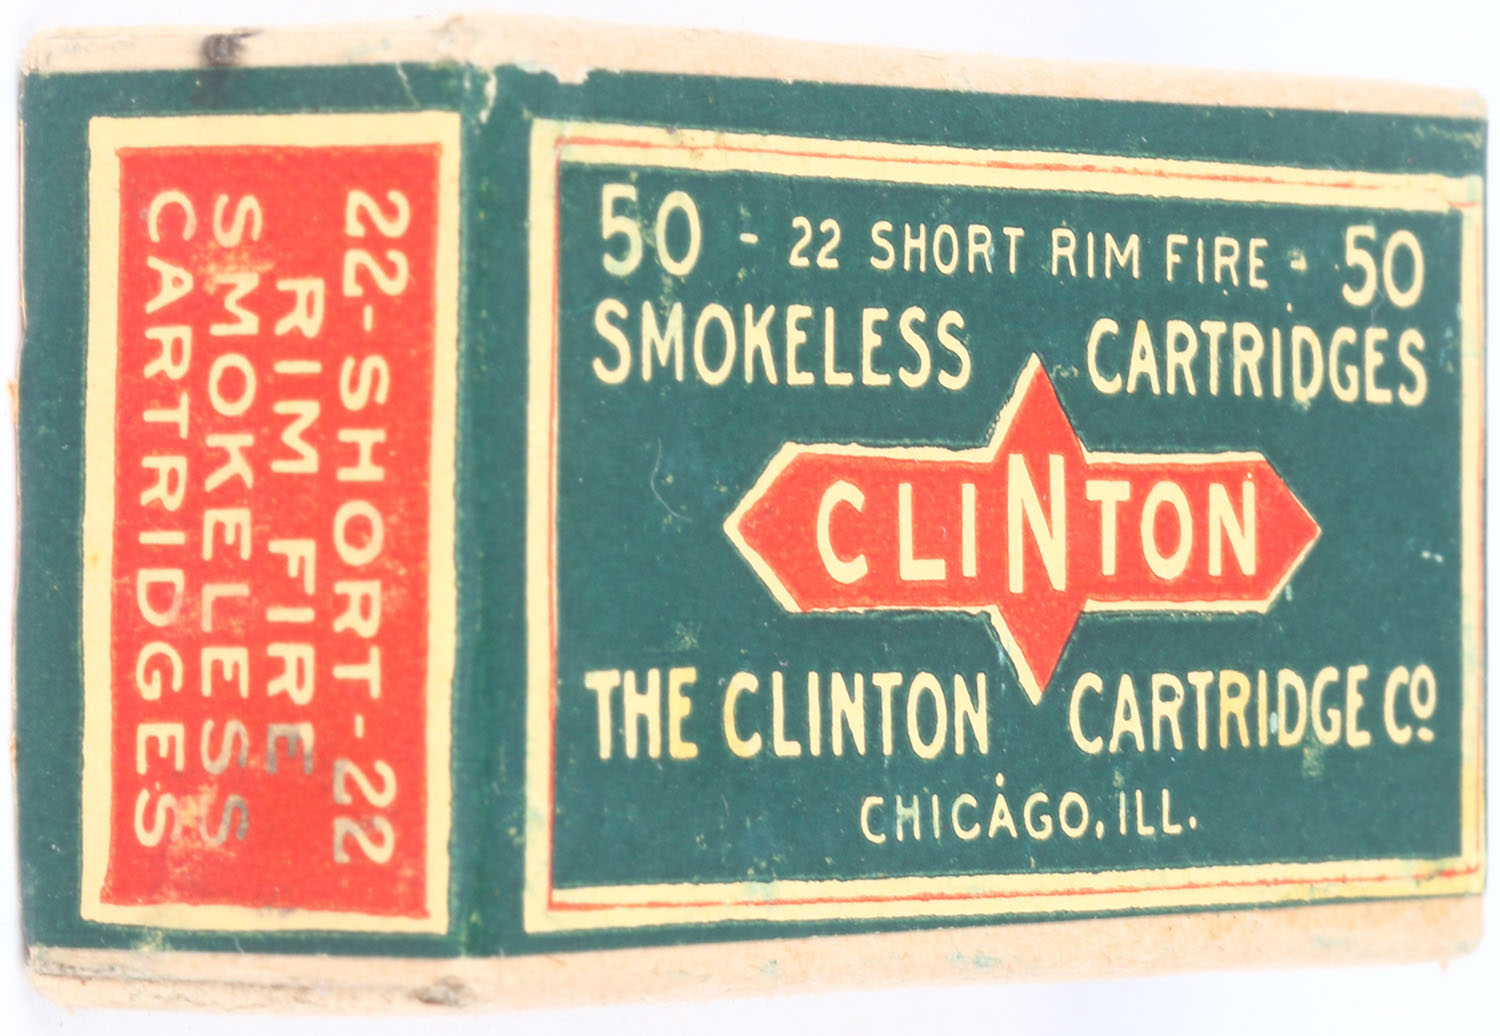 22-SHORT-22
RIM FIRE
SMOKELESS
CARTRIDGES
50 - 22 SHORT RIM FIRE - 50
SMOKELESS CARTRIDGES
CLINTON
THE CLINTON CARTRIDGE Co.
CHICAGO, ILL.